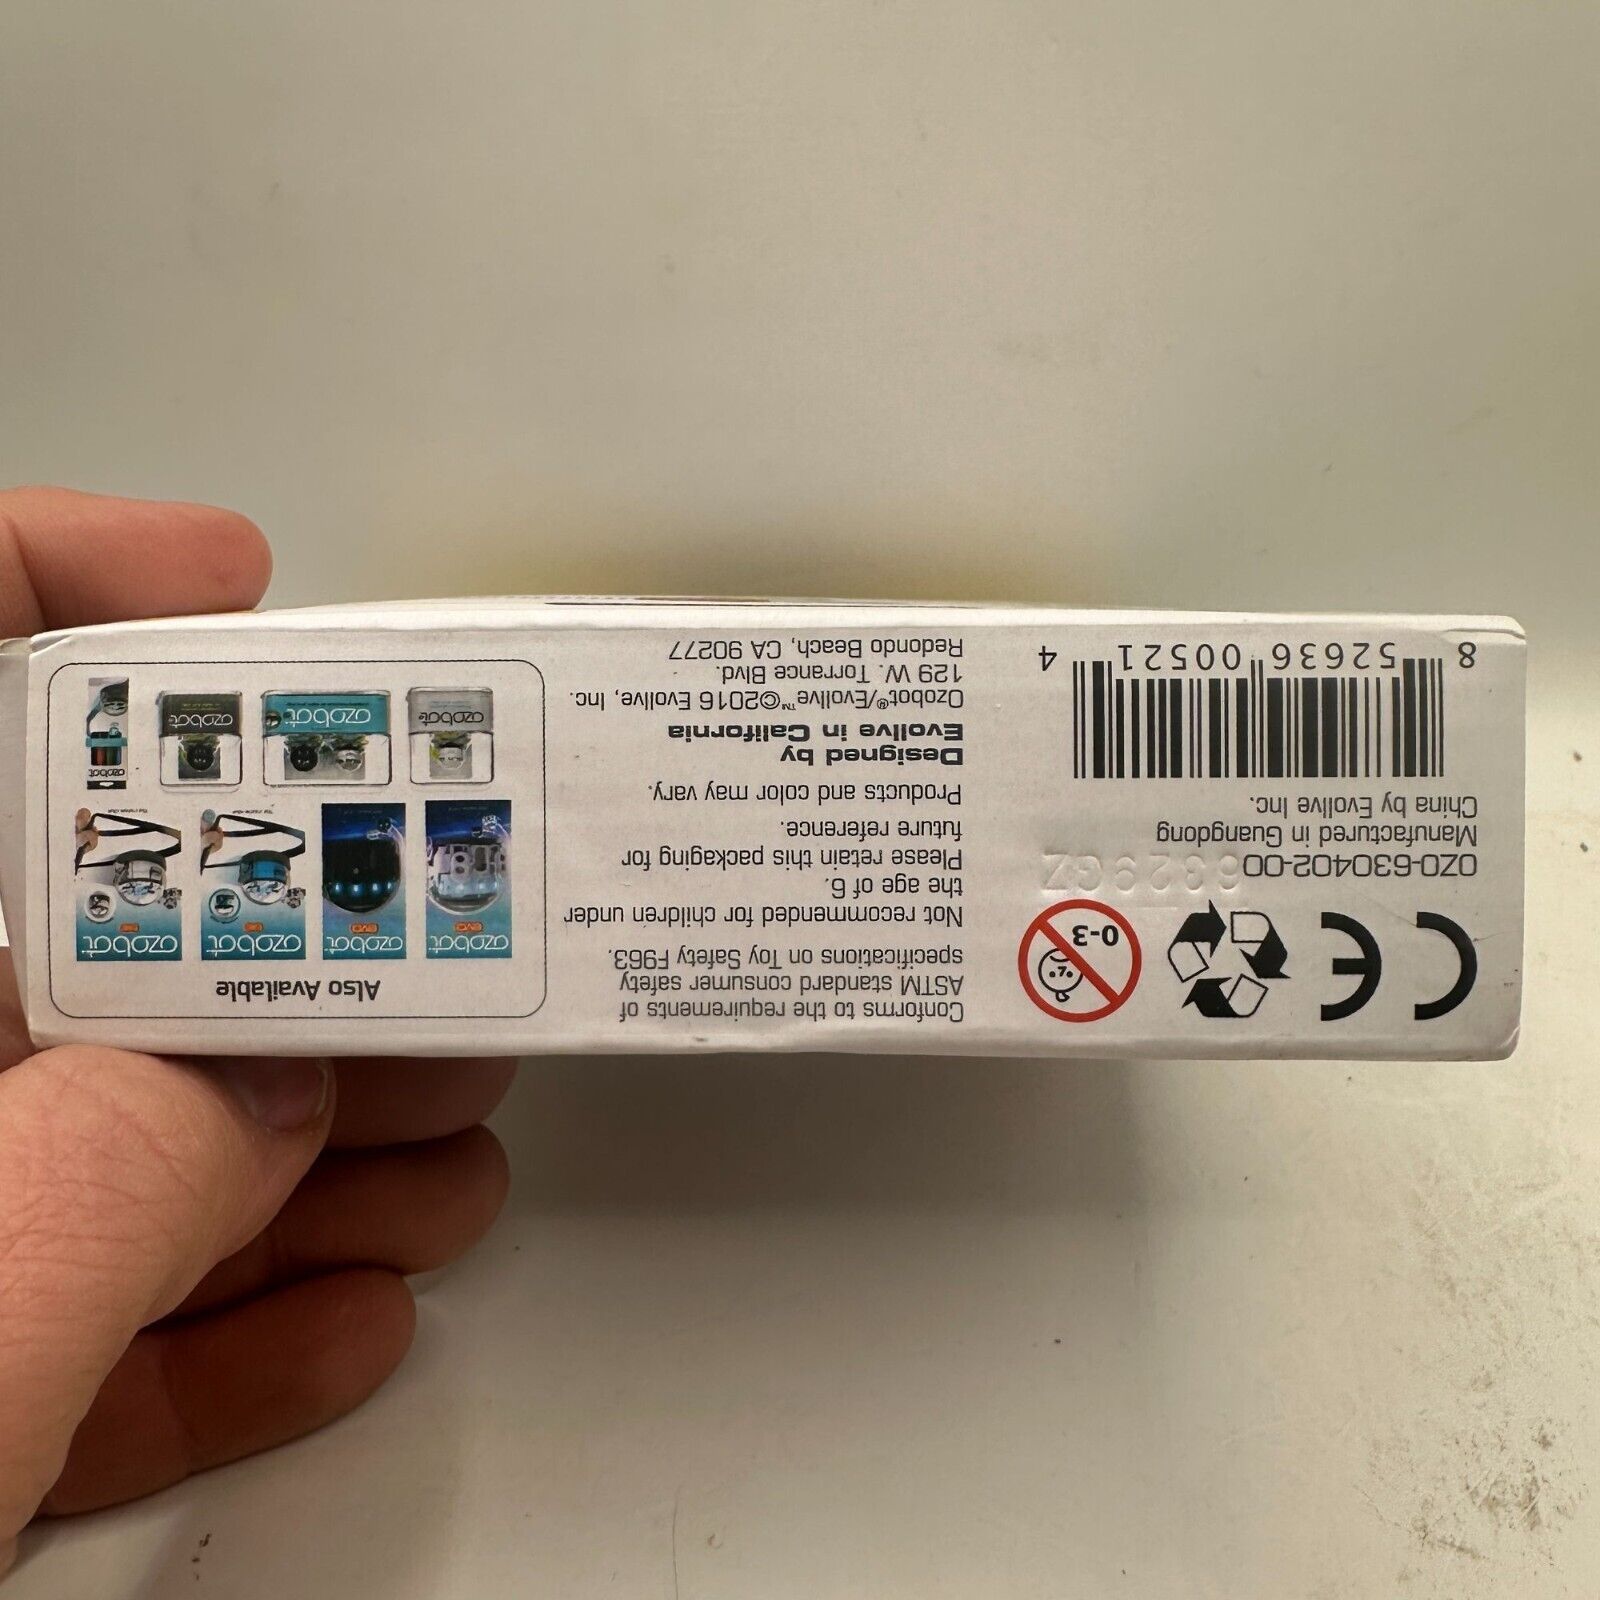 CE
0-3
OZO-630402-00
6329GZ
Manufactured in Guangdong
China by Evollve Inc.
8 52636 00521 4
Conforms to the requirements of
ASTM standard consumer safety
specifications on Toy Safety F963.
Not recommended for children under
the age of 6.
Please retain this packaging for
future reference.
Products and color may vary.
Designed by
Evollve in California
Ozobot®/Evollve™©2016 Evollve, Inc.
129 W. Torrance Blvd.
Redondo Beach, CA 90277
Also Available
ozobot evo
ozobot evo
ozobot
ozobot
ozobot
ozobot
ozobot
ozobot